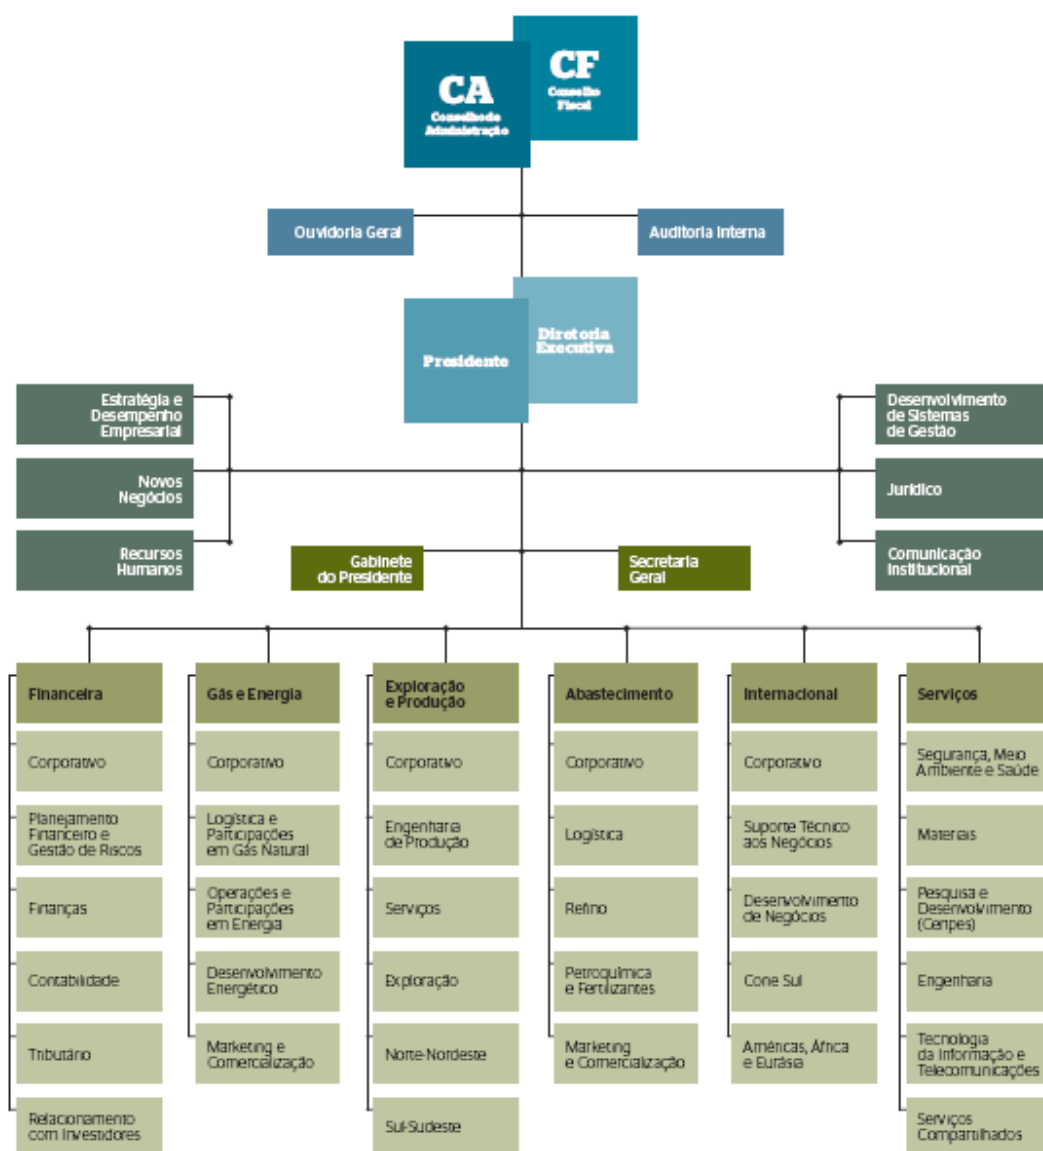 CA
Conselho de
Administração
CF
Conselho
Fiscal
Ouvidoria Geral
Auditoria Interna
Presidente
Diretoria
Executiva
Estratégia e
Desempenho
Empresarial
Novos
Negócios
Recursos
Humanos
Desenvolvimento
de Sistemas
de Gestão
Jurídico
Comunicação
Institucional
Gabinete
do Presidente
Secretaria
Geral
Financeira
Corporativo
Planejamento
Financeiro e
Gestão de Riscos
Finanças
Contabilidade
Tributário
Relacionamento
com Investidores
Gás e Energia
Corporativo
Logística e
Participações
em Gás Natural
Operações e
Participações
em Energia
Desenvolvimento
Energético
Marketing e
Comercialização
Exploração
e Produção
Corporativo
Engenharia
de Produção
Serviços
Exploração
Norte-Nordeste
Sul-Sudeste
Abastecimento
Corporativo
Logística
Refino
Petroquímica
e Fertilizantes
Marketing
e Comercialização
Internacional
Corporativo
Suporte Técnico
aos Negócios
Desenvolvimento
de Negócios
Cone Sul
Américas, África
e Eurásia
Serviços
Segurança, Meio
Ambiente e Saúde
Materiais
Pesquisa e
Desenvolvimento
(Cenpes)
Engenharia
Tecnologia
da Informação e
Telecomunicações
Serviços
Compartilhados